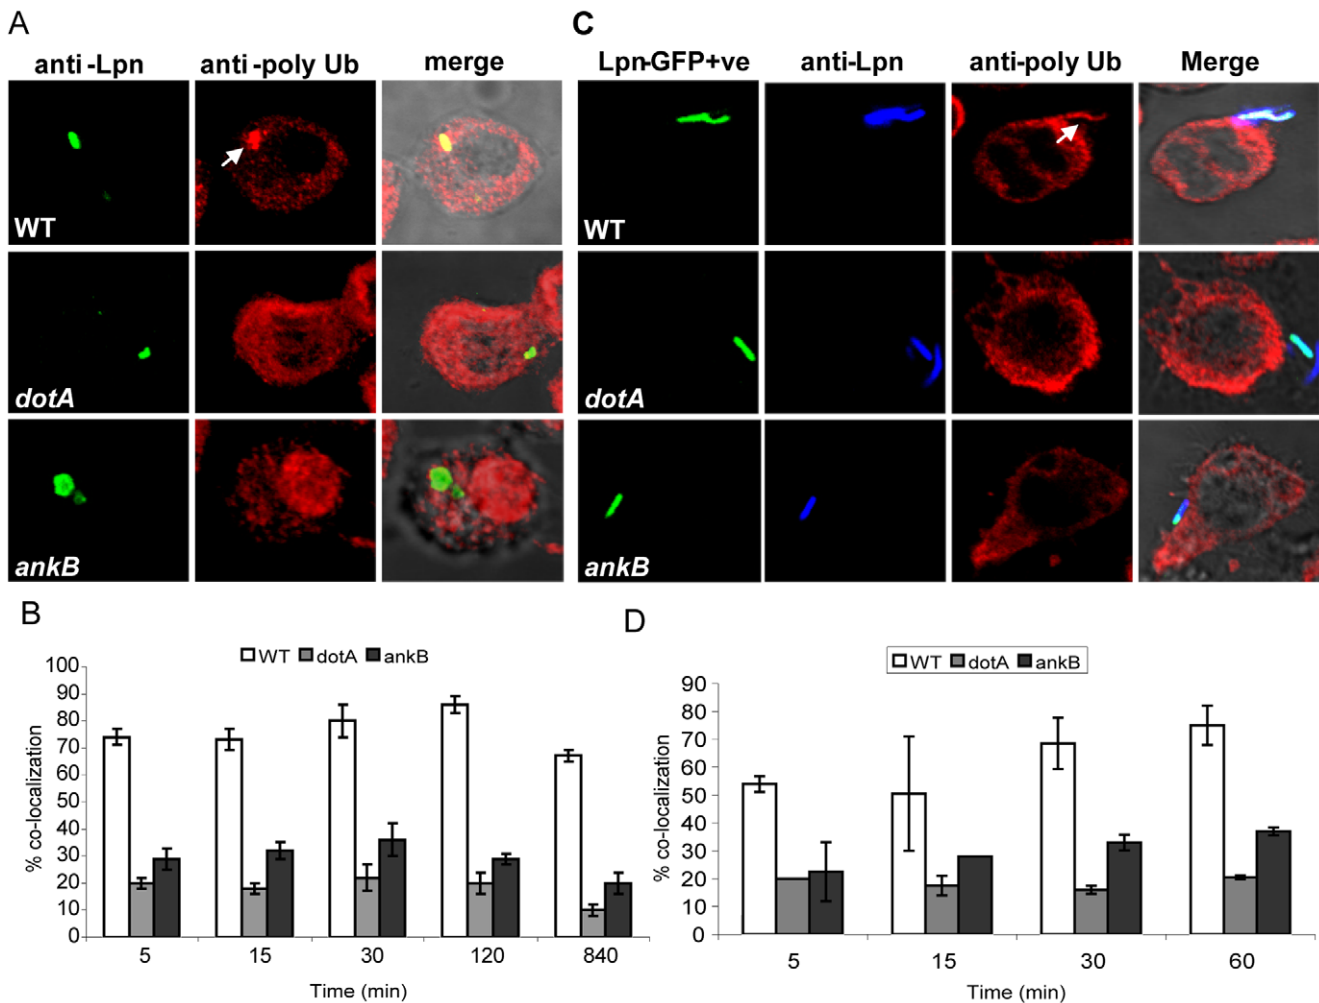 A
anti-Lpn anti-poly Ub merge
WT
dotA
ankB
C
Lpn-GFP+ve anti-Lpn anti-poly Ub Merge
WT
dotA
ankB
B
WT dotA ankB
% co-localization
100
90
80
70
60
50
40
30
20
10
0
5 15 30 120 840
Time (min)
D
WT dotA ankB
% co-localization
90
80
70
60
50
40
30
20
10
0
5 15 30 60
Time (min)